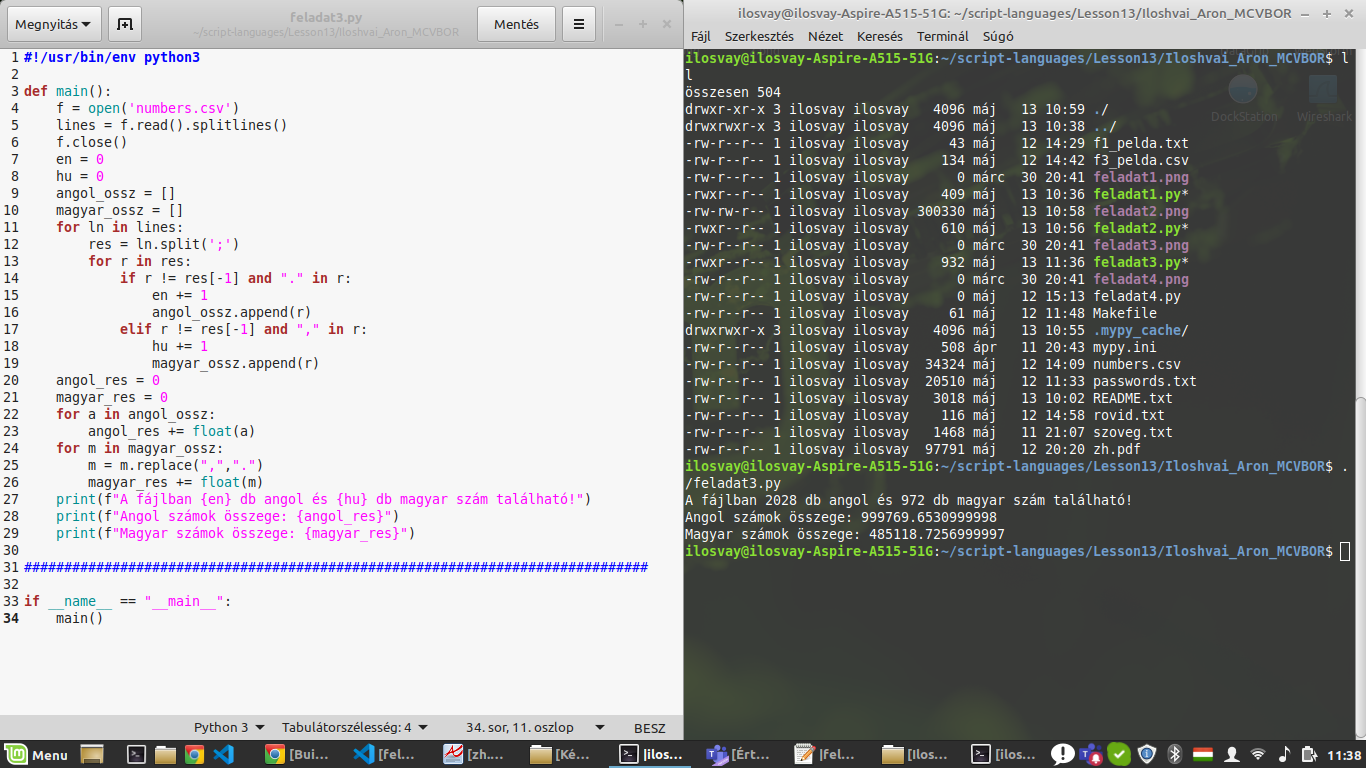 Megnyitás
feladat3.py
~/script-languages/Lesson13/Iloshvai_Aron_MCVBOR
Mentés
1 #!/usr/bin/env python3
2
3 def main():
4     f = open('numbers.csv')
5     lines = f.read().splitlines()
6     f.close()
7     en = 0
8     hu = 0
9     angol_ossz = []
10     magyar_ossz = []
11     for ln in lines:
12         res = ln.split(';')
13         for r in res:
14             if r != res[-1] and "." in r:
15                 en += 1
16                 angol_ossz.append(r)
17             elif r != res[-1] and "," in r:
18                 hu += 1
19                 magyar_ossz.append(r)
20     angol_res = 0
21     magyar_res = 0
22     for a in angol_ossz:
23         angol_res += float(a)
24     for m in magyar_ossz:
25         m = m.replace(",",".")
26         magyar_res += float(m)
27     print(f"A fájlban {en} db angol és {hu} db magyar szám található!")
28     print(f"Angol számok összege: {angol_res}")
29     print(f"Magyar számok összege: {magyar_res}")
30
31 ##############################################################################
32
33 if __name__ == "__main__":
34     main()
Python 3 Tabulátorszélesség: 4 34. sor, 11. oszlop BESZ
ilosvay@ilosvay-Aspire-A515-51G: ~/script-languages/Lesson13/Iloshvai_Aron_MCVBOR
Fájl Szerkesztés Nézet Keresés Terminál Súgó
ilosvay@ilosvay-Aspire-A515-51G:~/script-languages/Lesson13/Iloshvai_Aron_MCVBOR$ l
l
összesen 504
drwxr-xr-x 3 ilosvay ilosvay   4096 máj   13 10:59 ./
drwxrwxr-x 3 ilosvay ilosvay   4096 máj   13 10:38 ../
-rw-r--r-- 1 ilosvay ilosvay     43 máj   12 14:29 f1_pelda.txt
-rw-r--r-- 1 ilosvay ilosvay    134 máj   12 14:42 f3_pelda.csv
-rw-r--r-- 1 ilosvay ilosvay      0 márc  30 20:41 feladat1.png
-rwxr--r-- 1 ilosvay ilosvay    409 máj   13 10:36 feladat1.py*
-rw-rw-r-- 1 ilosvay ilosvay 300330 máj   13 10:58 feladat2.png
-rwxr--r-- 1 ilosvay ilosvay    610 máj   13 10:56 feladat2.py*
-rw-r--r-- 1 ilosvay ilosvay      0 márc  30 20:41 feladat3.png
-rwxr--r-- 1 ilosvay ilosvay    932 máj   13 11:36 feladat3.py*
-rw-r--r-- 1 ilosvay ilosvay      0 márc  30 20:41 feladat4.png
-rw-r--r-- 1 ilosvay ilosvay      0 máj   12 15:13 feladat4.py
-rw-r--r-- 1 ilosvay ilosvay     61 máj   12 11:48 Makefile
drwxrwxr-x 3 ilosvay ilosvay   4096 máj   13 10:55 .mypy_cache/
-rw-r--r-- 1 ilosvay ilosvay    508 ápr   11 20:43 mypy.ini
-rw-r--r-- 1 ilosvay ilosvay  34324 máj   12 14:09 numbers.csv
-rw-r--r-- 1 ilosvay ilosvay  20510 máj   12 11:33 passwords.txt
-rw-r--r-- 1 ilosvay ilosvay   3018 máj   13 10:02 README.txt
-rw-r--r-- 1 ilosvay ilosvay    116 máj   12 14:58 rovid.txt
-rw-r--r-- 1 ilosvay ilosvay   1468 máj   11 21:07 szoveg.txt
-rw-r--r-- 1 ilosvay ilosvay  97791 máj   12 20:20 zh.pdf
ilosvay@ilosvay-Aspire-A515-51G:~/script-languages/Lesson13/Iloshvai_Aron_MCVBOR$ .
/feladat3.py
A fájlban 2028 db angol és 972 db magyar szám található!
Angol számok összege: 999769.6530999998
Magyar számok összege: 485118.7256999997
ilosvay@ilosvay-Aspire-A515-51G:~/script-languages/Lesson13/Iloshvai_Aron_MCVBOR$
DockStation Wireshark
Menu [Bui... [fel... [zh.... [Ké... |ilos... [Ért... |fel... [Ilos... [ilos... 11:38